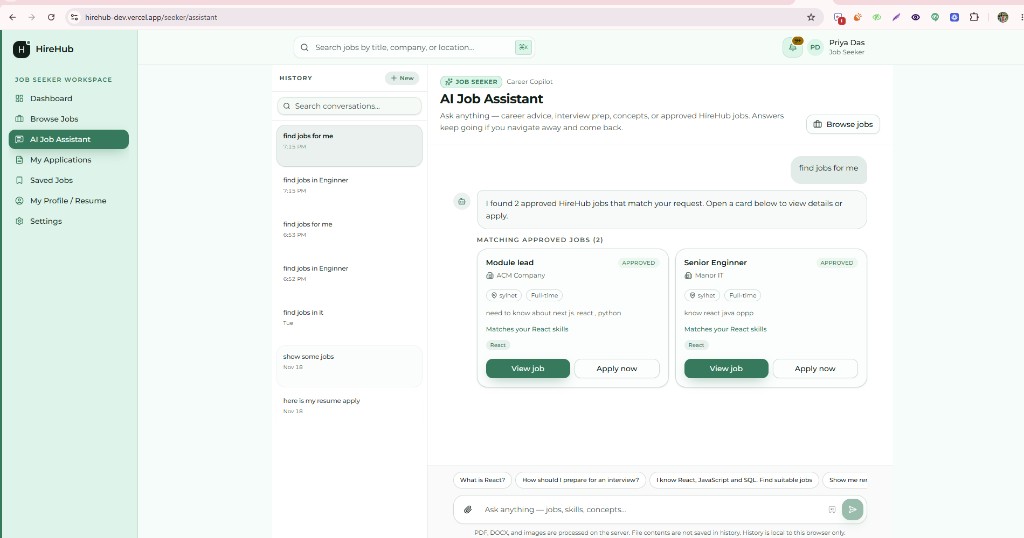 hirehub-dev.vercel.app/seeker/assistant
H HireHub
Search jobs by title, company, or location...
PD
Priya Das
Job Seeker
JOB SEEKER WORKSPACE
Dashboard
Browse Jobs
AI Job Assistant
My Applications
Saved Jobs
My Profile / Resume
Settings
HISTORY
+ New
Search conversations...
find jobs for me
7:15 PM
find jobs in Enginner
7:15 PM
find jobs for me
6:53 PM
find jobs in Enginner
6:52 PM
find jobs in it
Tue
show some jobs
Nov 18
here is my resume apply
Nov 18
JOB SEEKER
Career Copilot
AI Job Assistant
Ask anything — career advice, interview prep, concepts, or approved HireHub jobs. Answers
keep going if you navigate away and come back.
Browse jobs
find jobs for me
I found 2 approved HireHub jobs that match your request. Open a card below to view details or
apply.
MATCHING APPROVED JOBS (2)
Module lead
APPROVED
ACM Company
sylhet
Full-time
need to know about next js, react , python
Matches your React skills
React
View job
Apply now
Senior Enginner
APPROVED
Manor IT
sylhet
Full-time
know react java oppo
Matches your React skills
React
View job
Apply now
What is React?
How should I prepare for an interview?
I know React, JavaScript and SQL. Find suitable jobs
Show me
Ask anything — jobs, skills, concepts...
PDF, DOCX, and images are processed on the server. File contents are not saved in history. History is local to this browser only.